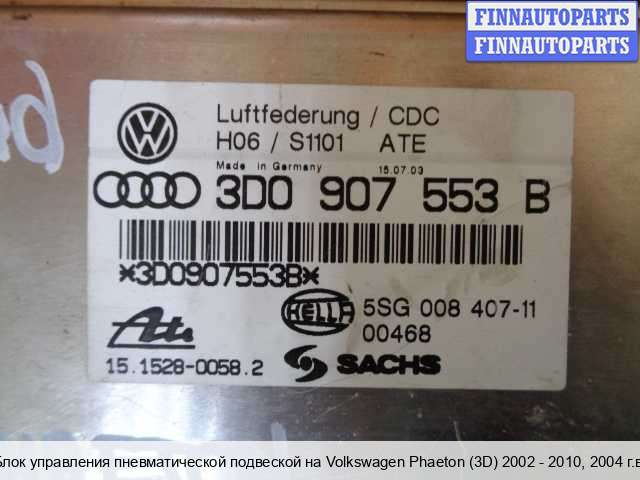 FINNAUTOPARTS
FINNAUTOPARTS
Luftfederung / CDC
H06 / S1101 ATE
Made in Germany 15.07.03
3D0 907 553 B
*3D0907553B*
HELLA 5SG 008 407-11
00468
Ate
15.1528-0058.2 SACHS
Блок управления пневматической подвеской на Volkswagen Phaeton (3D) 2002 - 2010, 2004 г.в